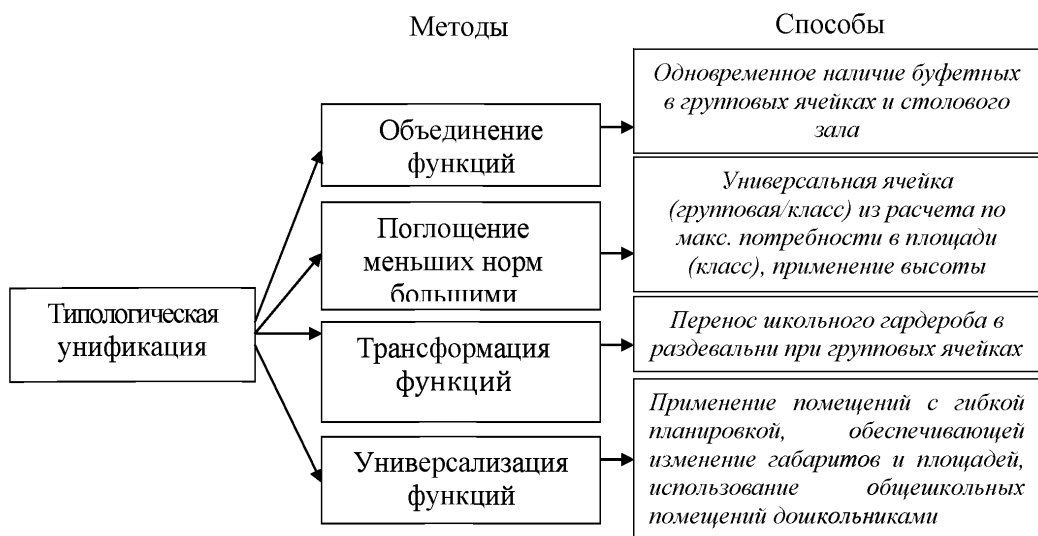 Методы
Способы
Типологическая
унификация
Объединение
функций
Одновременное наличие буфетных
в групповых ячейках и столового
зала
Поглощение
меньших норм
большими
Универсальная ячейка
(групповая/класс) из расчета по
макс. потребности в площади
(класс), применение высоты
Трансформация
функций
Перенос школьного гардероба в
раздевальни при групповых ячейках
Универсализация
функций
Применение помещений с гибкой
планировкой, обеспечивающей
изменение габаритов и площадей,
использование общешкольных
помещений дошкольниками